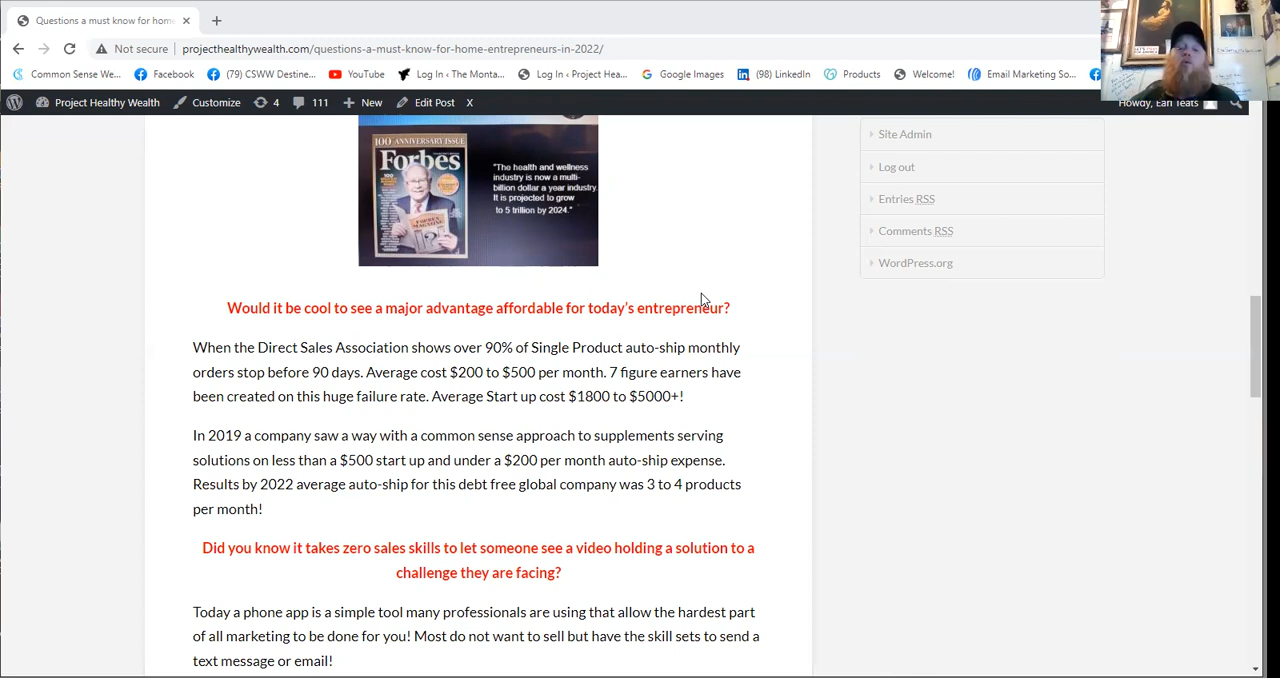 Questions a must know for home
Not secure
projecthealthywealth.com/questions-a-must-know-for-home-entrepreneurs-in-2022/
Common Sense We...
Facebook
(79) CSWW Destine...
YouTube
Log In ‹ The Monta...
Log In ‹ Project Hea...
Google Images
(98) LinkedIn
Products
Welcome!
Email Marketing So...
Project Healthy Wealth
Customize
4
111
New
Edit Post
X
Howdy, Earl Teats
100 ANNIVERSARY ISSUE
Forbes
"The health and wellness
industry is now a multi-
billion dollar a year industry.
It is projected to grow
to 5 trillion by 2024."
Site Admin
Log out
Entries RSS
Comments RSS
WordPress.org
Would it be cool to see a major advantage affordable for today's entrepreneur?
When the Direct Sales Association shows over 90% of Single Product auto-ship monthly
orders stop before 90 days. Average cost $200 to $500 per month. 7 figure earners have
been created on this huge failure rate. Average Start up cost $1800 to $5000+!
In 2019 a company saw a way with a common sense approach to supplements serving
solutions on less than a $500 start up and under a $200 per month auto-ship expense.
Results by 2022 average auto-ship for this debt free global company was 3 to 4 products
per month!
Did you know it takes zero sales skills to let someone see a video holding a solution to a
challenge they are facing?
Today a phone app is a simple tool many professionals are using that allow the hardest part
of all marketing to be done for you! Most do not want to sell but have the skill sets to send a
text message or email!